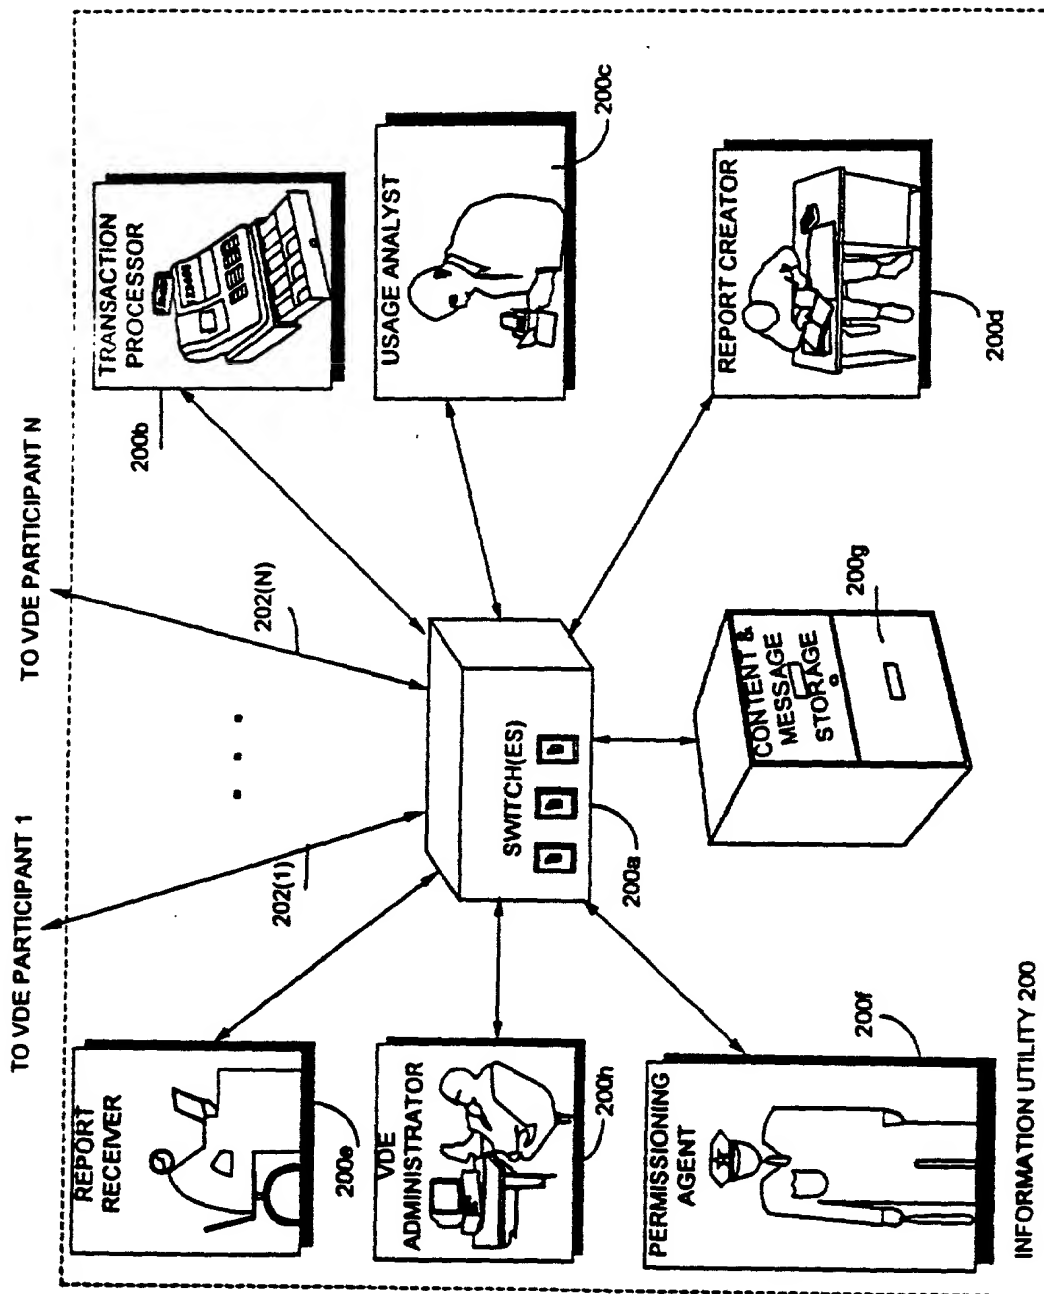 TO VDE PARTICIPANT 1
TO VDE PARTICIPANT N
202(1)
202(N)
REPORT
RECEIVER
200e
TRANSACTION
PROCESSOR
200b
VDE
ADMINISTRATOR
200h
SWITCH(ES)
200a
USAGE ANALYST
200c
PERMISSIONING
AGENT
200f
CONTENT &
MESSAGE
STORAGE
200g
REPORT CREATOR
200d
INFORMATION UTILITY 200